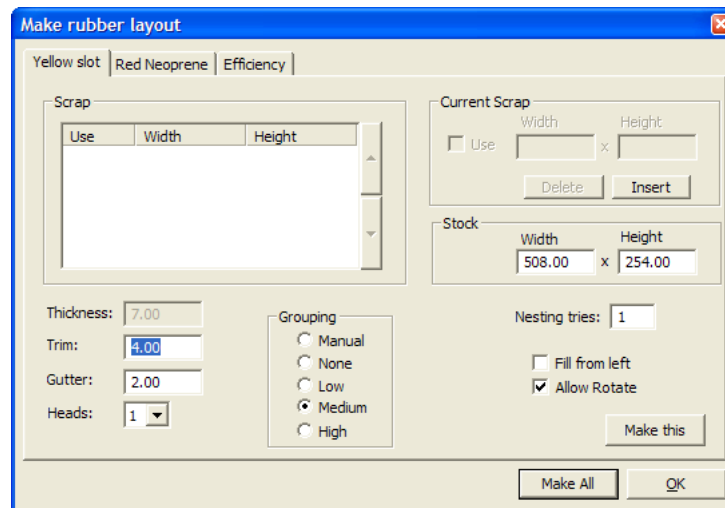 Make rubber layout
Yellow slot Red Neoprene Efficiency
Scrap
Use Width Height
Current Scrap
Width Height
Use x
Delete Insert
Stock
Width Height
508.00 x 254.00
Thickness: 7.00
Trim: 4.00
Gutter: 2.00
Heads: 1
Grouping
Manual
None
Low
Medium
High
Nesting tries: 1
Fill from left
Allow Rotate
Make this
Make All OK